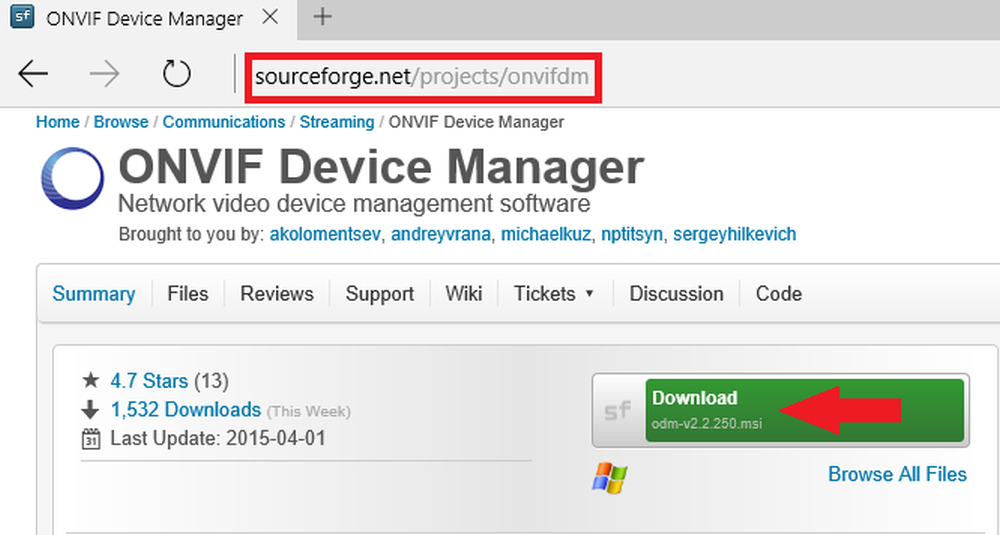 sf ONVIF Device Manager
sourceforge.net/projects/onvifdm
Home / Browse / Communications / Streaming / ONVIF Device Manager
ONVIF Device Manager
Network video device management software
Brought to you by: akolomentsev, andreyvrana, michaelkuz, nptitsyn, sergeyhilkevich
Summary Files Reviews Support Wiki Tickets ▼ Discussion Code
4.7 Stars (13)
1,532 Downloads (This Week)
31 Last Update: 2015-04-01
sf Download
odm-v2.2.250.msi
Browse All Files